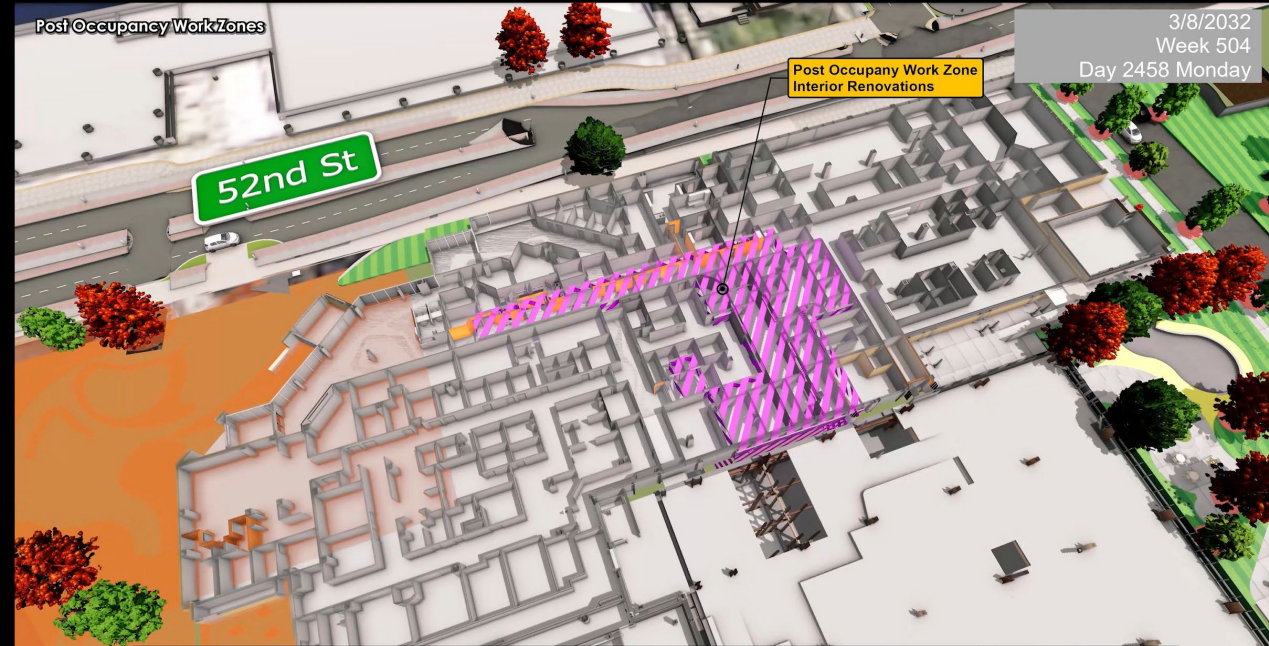 Post Occupancy Work Zones
3/8/2032
Week 504
Day 2458 Monday
Post Occupany Work Zone
Interior Renovations
52nd St